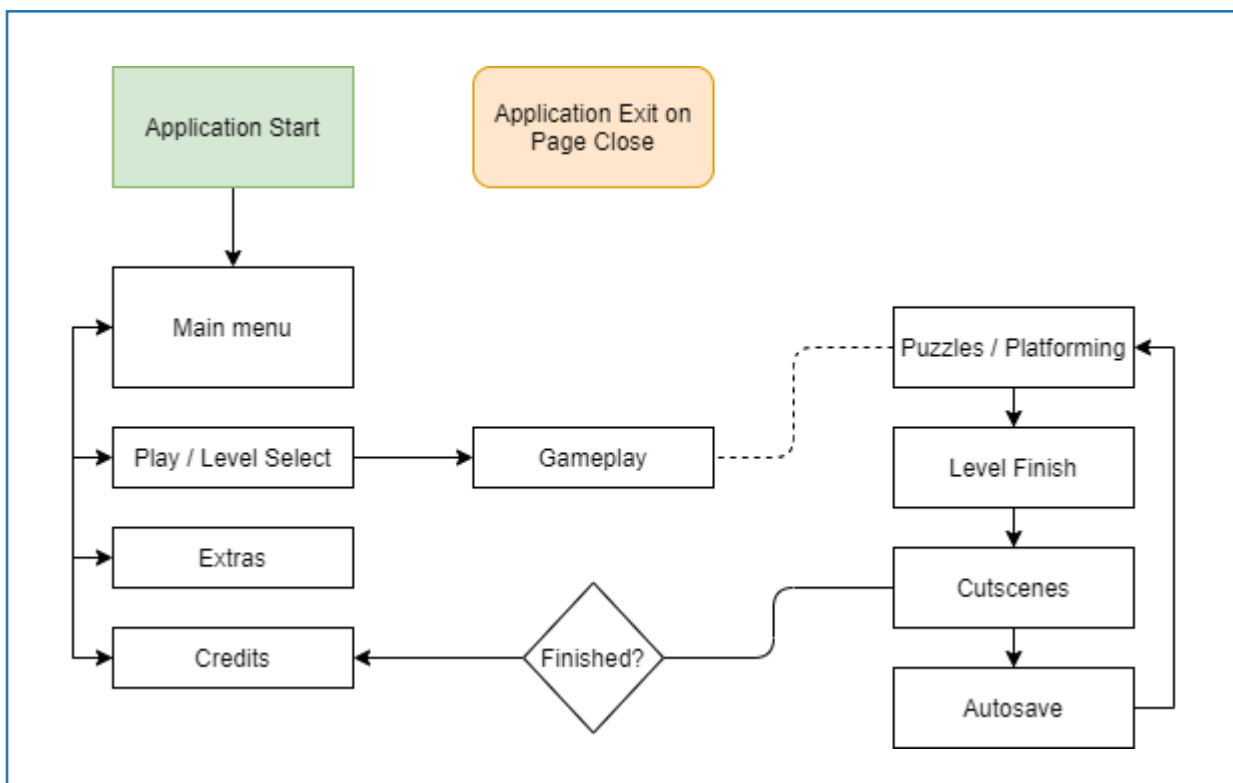 Application Start
Application Exit on
Page Close
Main menu
Puzzles / Platforming
Play / Level Select
Gameplay
Level Finish
Extras
Cutscenes
Credits
Finished?
Autosave